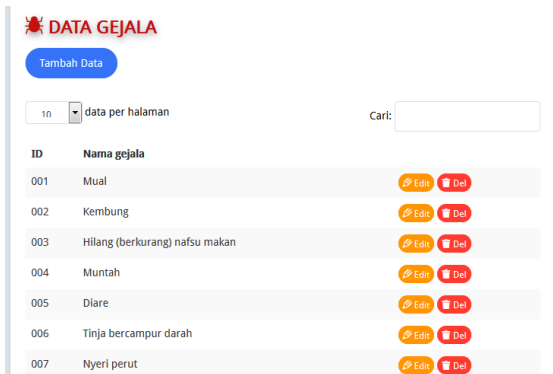 DATA GEJALA
Tambah Data
10 data per halaman Cari:
ID Nama gejala
001 Mual Edit Del
002 Kembung Edit Del
003 Hilang (berkurang) nafsu makan Edit Del
004 Muntah Edit Del
005 Diare Edit Del
006 Tinja bercampur darah Edit Del
007 Nyeri perut Edit Del